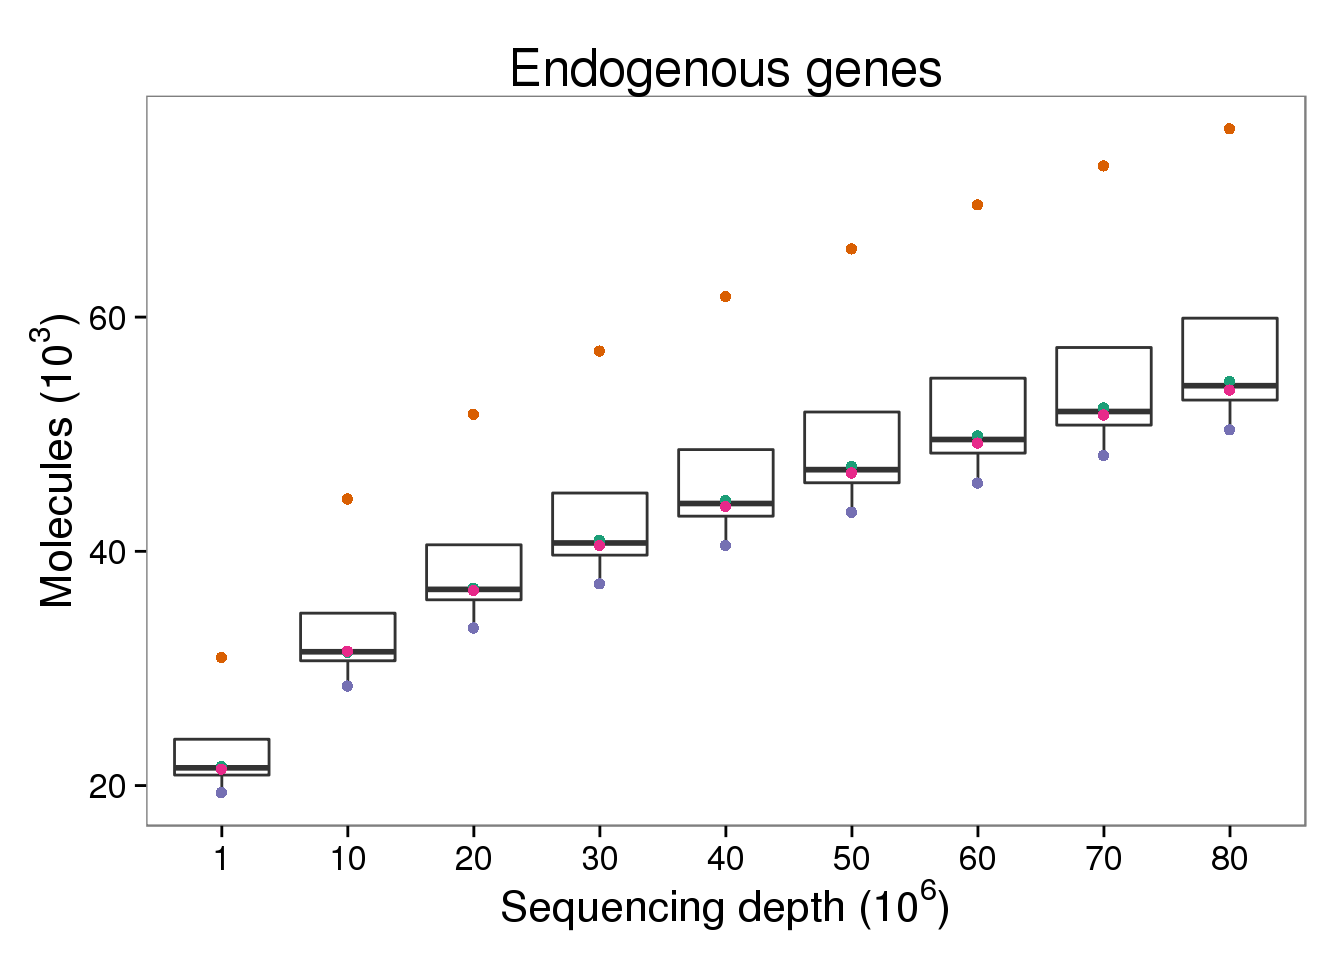 Endogenous genes
Molecules (10³)
60
40
20
1 10 20 30 40 50 60 70 80
Sequencing depth (10⁶)